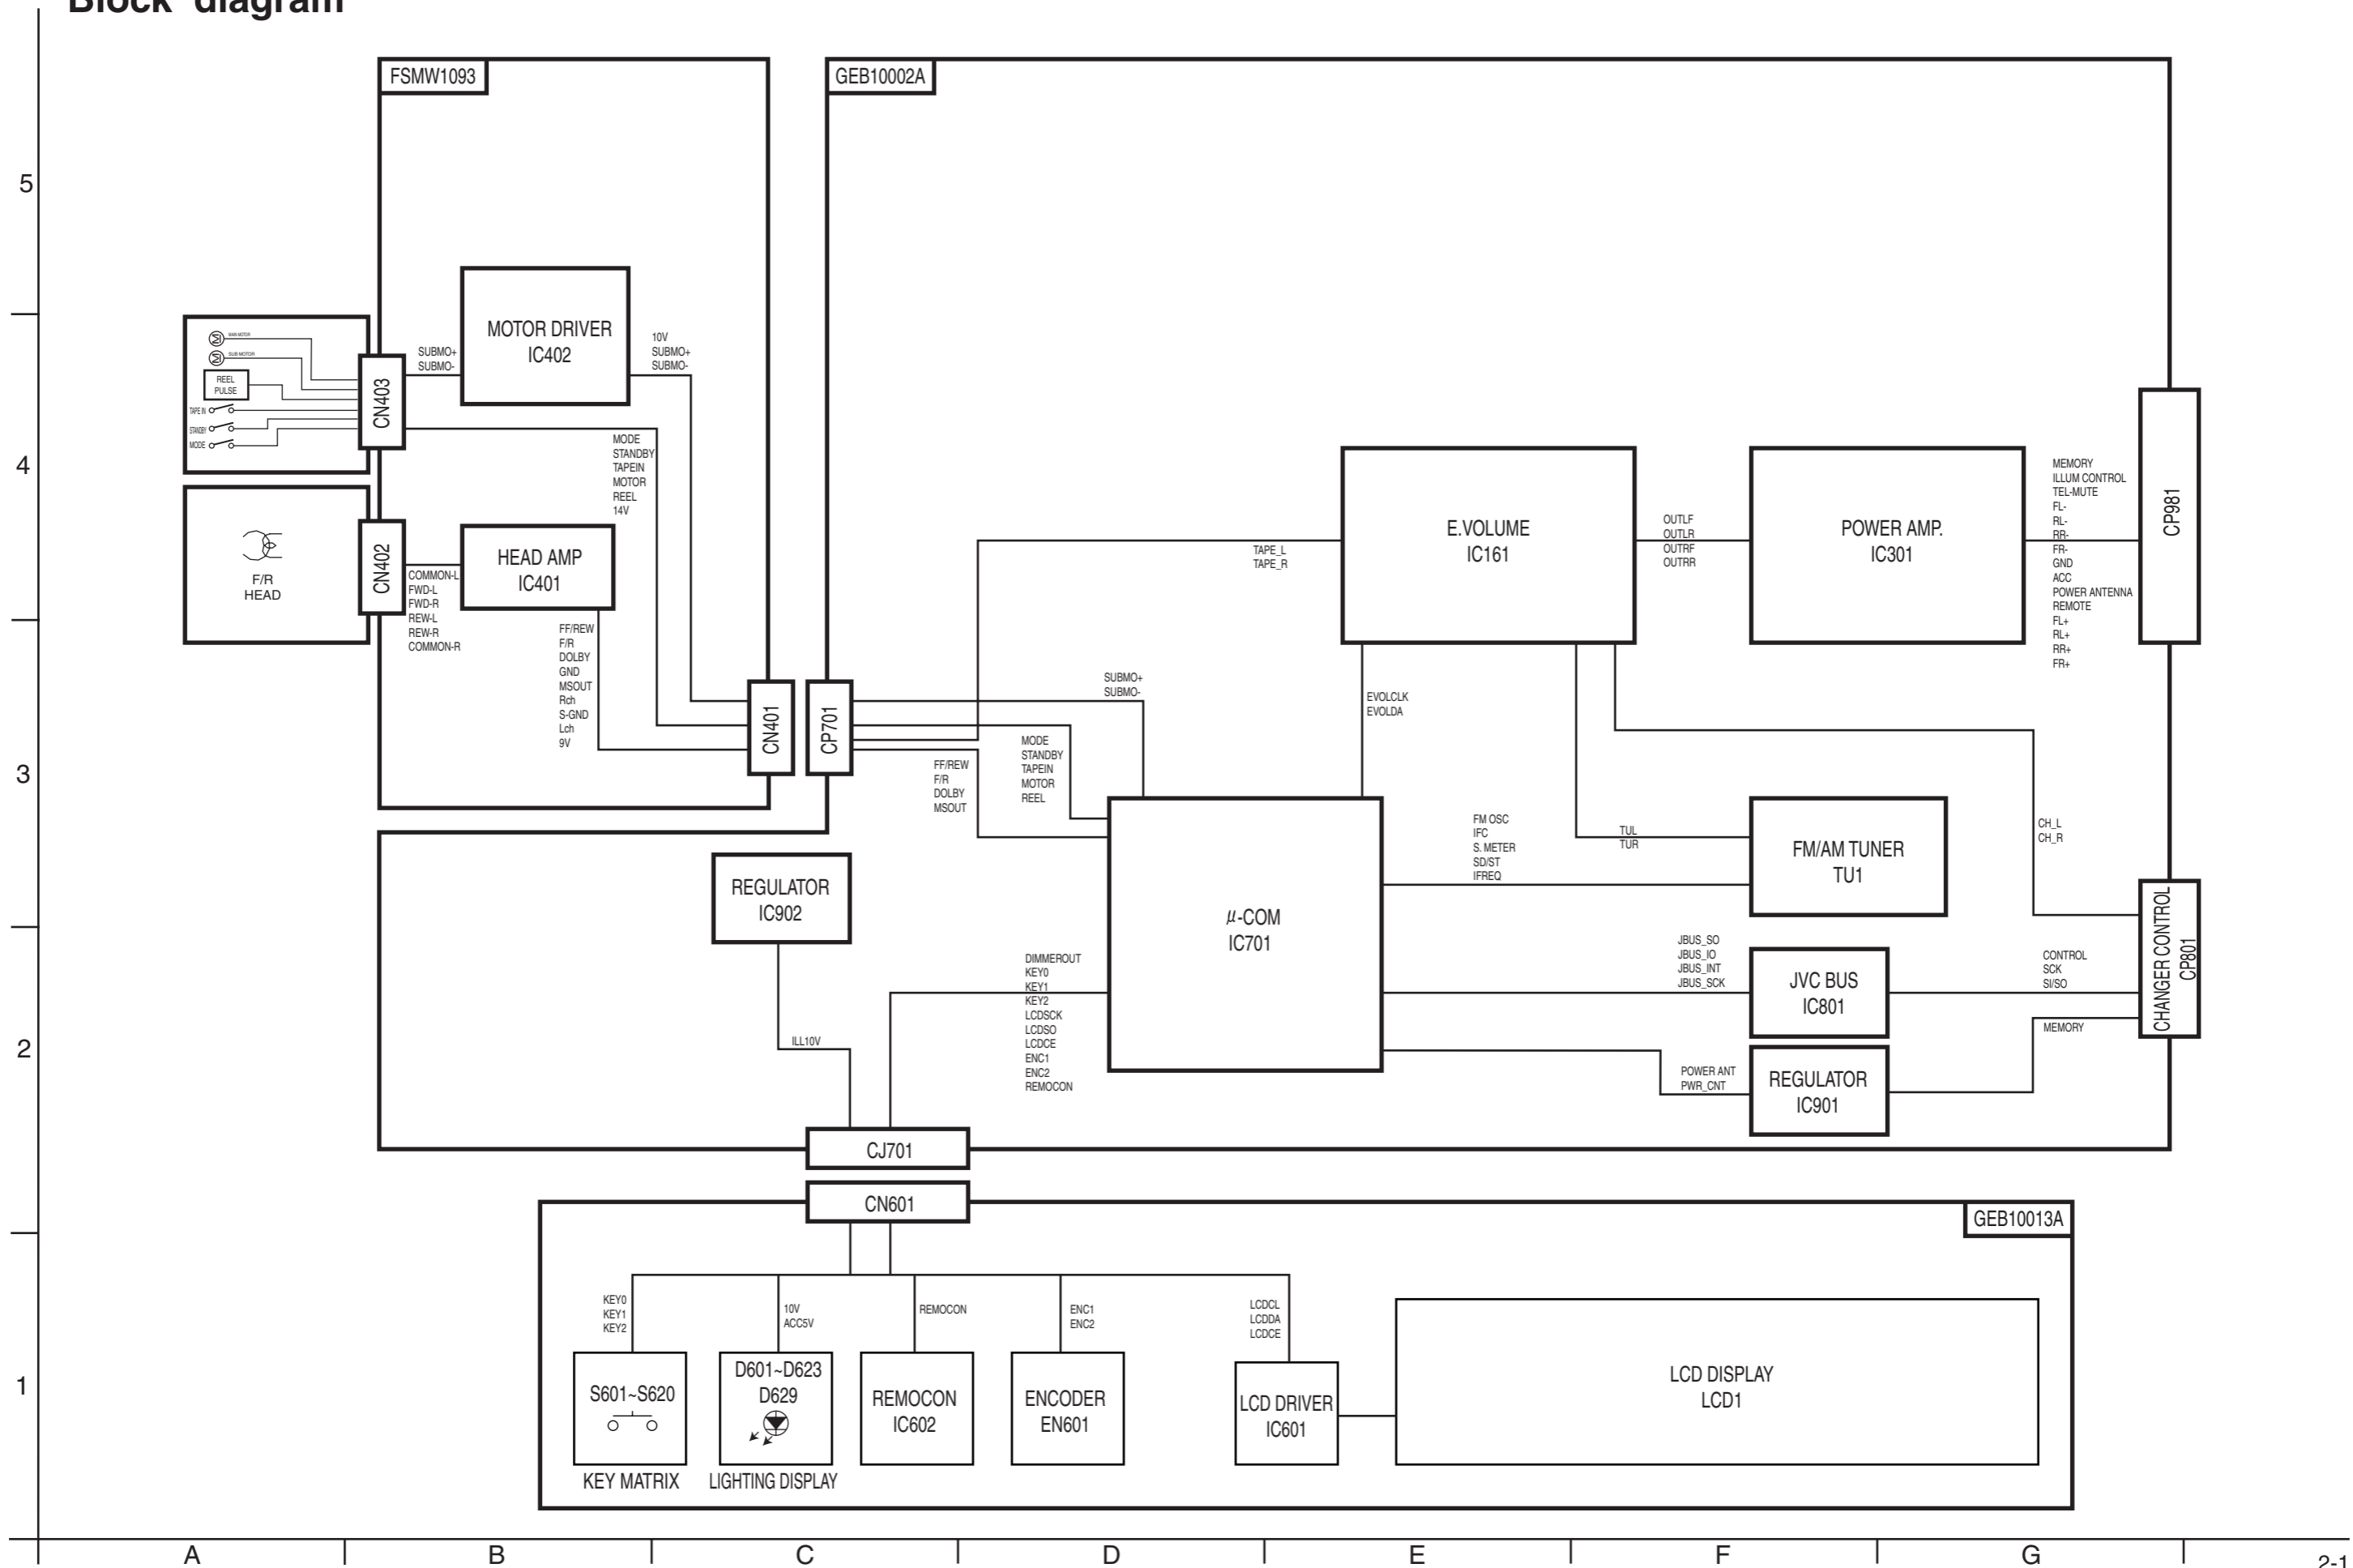 Block diagram
FSMW1093
GEB10002A
5
MOTOR DRIVER
IC402
MAIN MOTOR
SUB MOTOR
REEL
PULSE
TAPE IN
STANDBY
MODE
CN403
SUBMO+
SUBMO-
10V
SUBMO+
SUBMO-
4
MODE
STANDBY
TAPEIN
MOTOR
REEL
14V
F/R
HEAD
CN402
HEAD AMP
IC401
COMMON-L
FWD-L
FWD-R
REW-L
REW-R
COMMON-R
FF/REW
F/R
DOLBY
GND
MSOUT
Rch
S-GND
Lch
9V
CN401
CP701
TAPE_L
TAPE_R
E.VOLUME
IC161
OUTLF
OUTLR
OUTRF
OUTRR
POWER AMP.
IC301
MEMORY
ILLUM CONTROL
TEL-MUTE
FL-
RL-
RR-
FR-
GND
ACC
POWER ANTENNA
REMOTE
FL+
RL+
RR+
FR+
CP981
SUBMO+
SUBMO-
EVOLCLK
EVOLDA
3
MODE
STANDBY
TAPEIN
MOTOR
REEL
FF/REW
F/R
DOLBY
MSOUT
FM OSC
IFC
S. METER
SD/ST
IFREQ
TUL
TUR
FM/AM TUNER
TU1
CH_L
CH_R
REGULATOR
IC902
μ-COM
IC701
JBUS_SO
JBUS_IO
JBUS_INT
JBUS_SCK
JVC BUS
IC801
CONTROL
SCK
SI/SO
CHANGER CONTROL
CP801
2
ILL10V
DIMMEROUT
KEY0
KEY1
KEY2
LCDSCK
LCDSO
LCDCE
ENC1
ENC2
REMOCON
MEMORY
POWER ANT
PWR_CNT
REGULATOR
IC901
CJ701
CN601
GEB10013A
KEY0
KEY1
KEY2
10V
ACC5V
REMOCON
ENC1
ENC2
LCDCL
LCDDA
LCDCE
1
S601~S620
D601~D623
D629
REMOCON
IC602
ENCODER
EN601
LCD DRIVER
IC601
LCD DISPLAY
LCD1
KEY MATRIX
LIGHTING DISPLAY
A
B
C
D
E
F
G
2-1